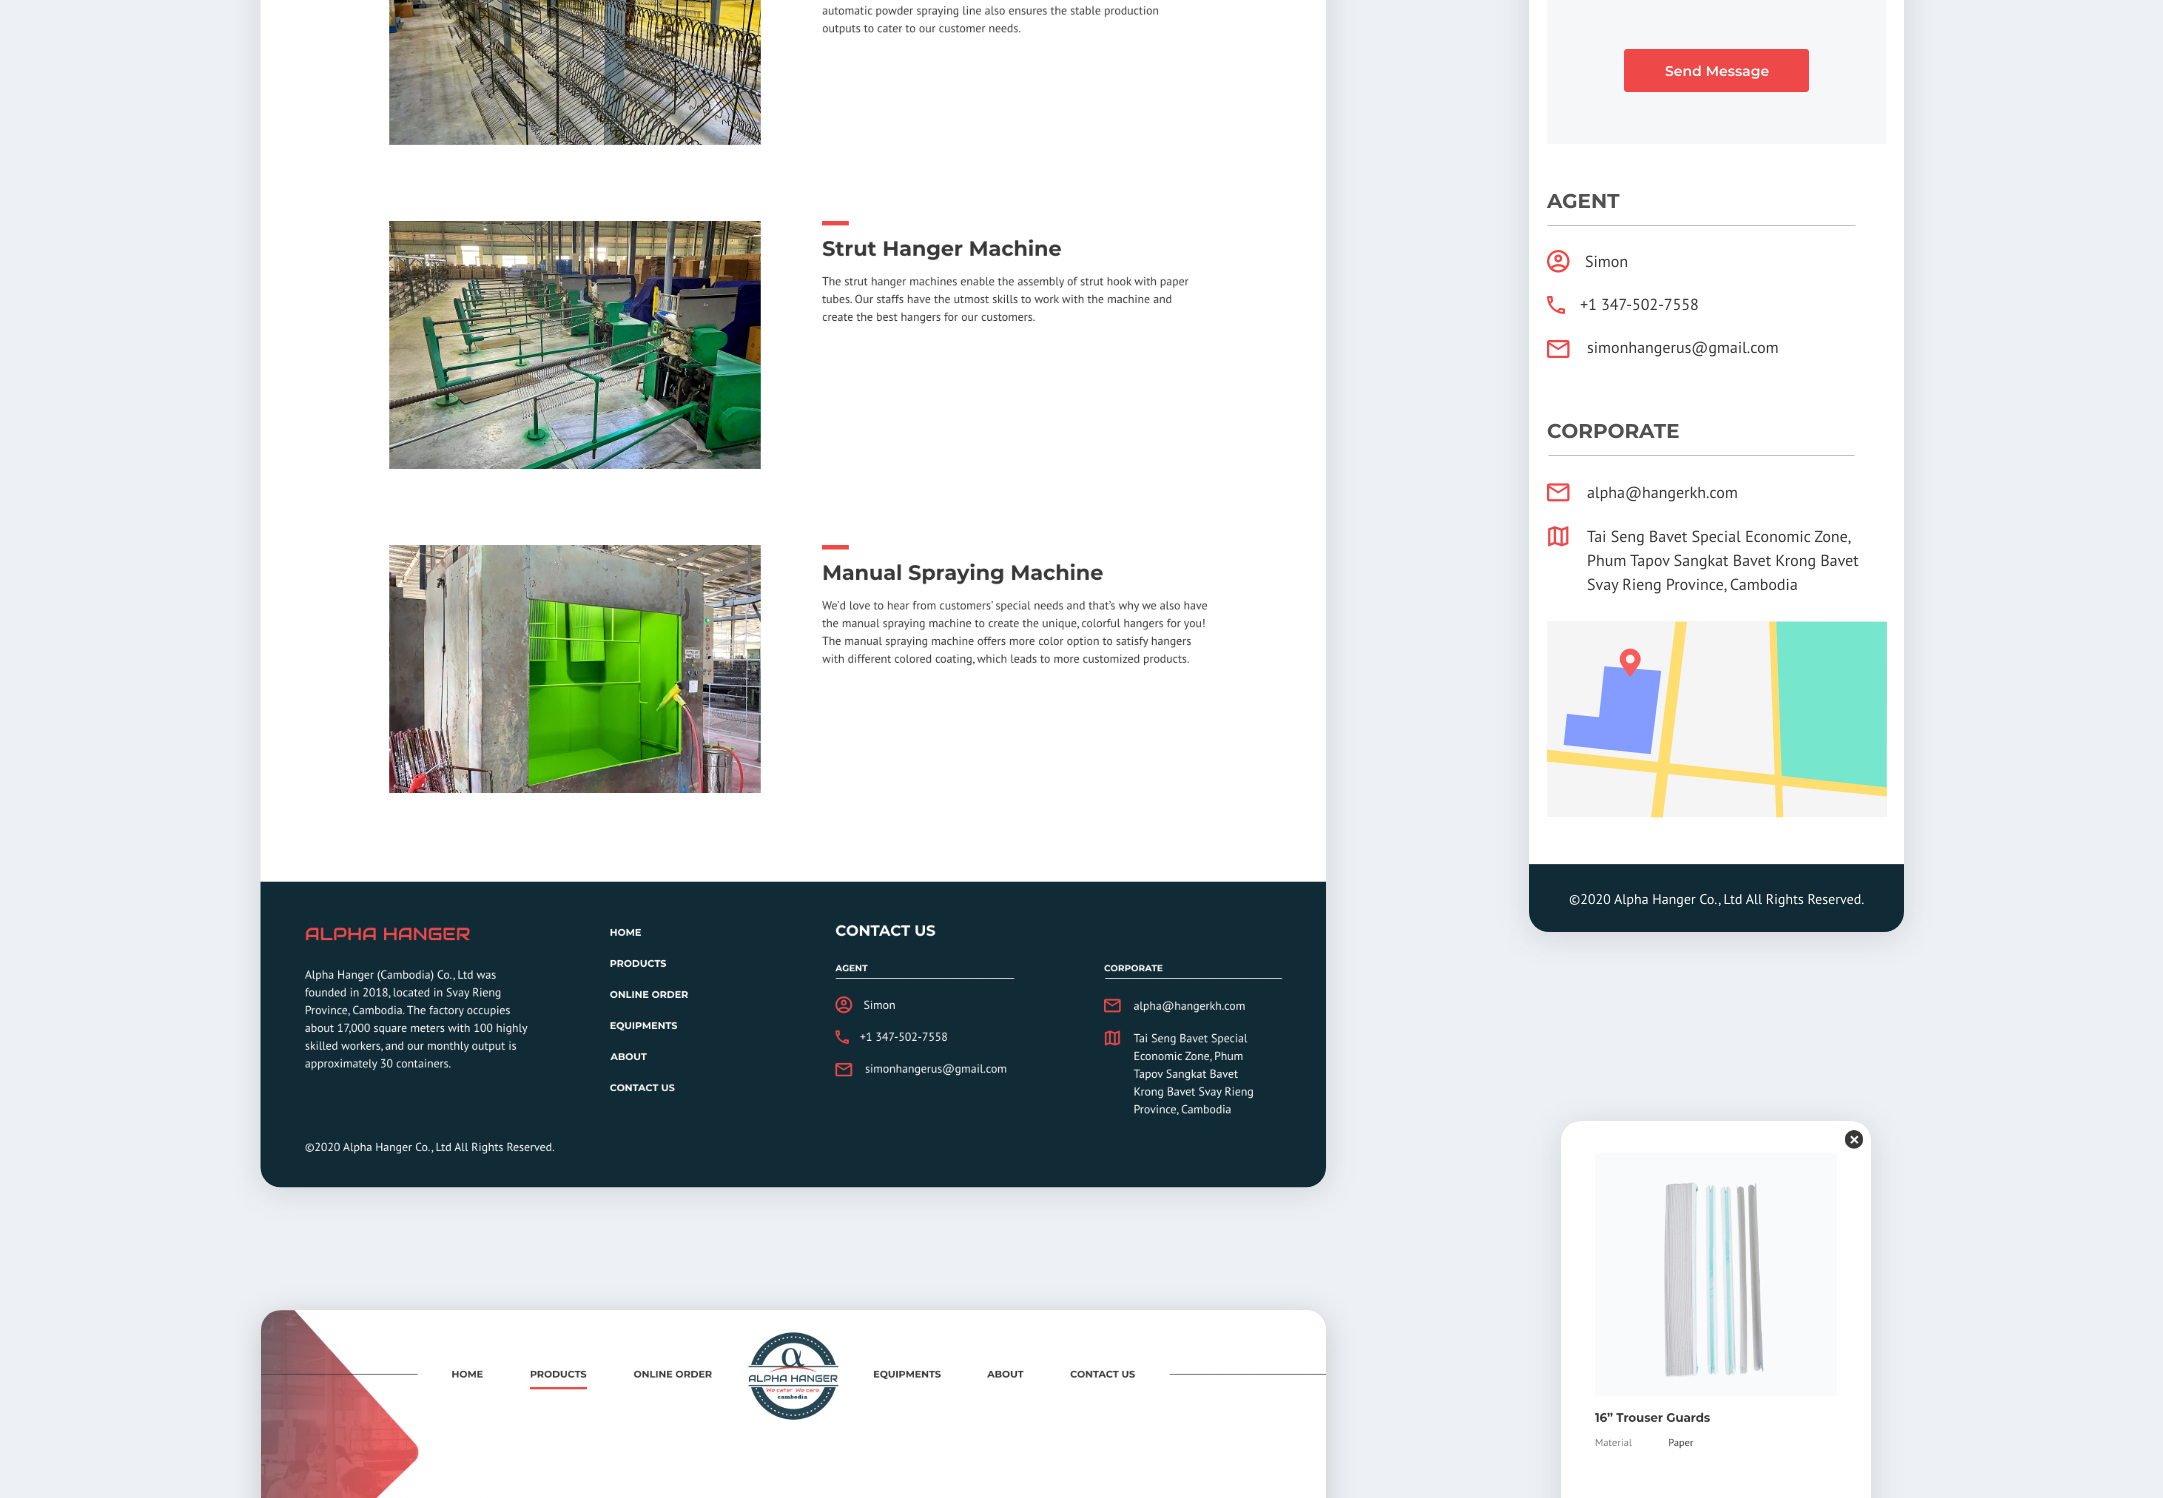 automatic powder spraying line also ensures the stable production
outputs to cater to our customer needs.
Strut Hanger Machine
The strut hanger machines enable the assembly of strut hook with paper
tubes. Our staffs have the utmost skills to work with the machine and
create the best hangers for our customers.
Manual Spraying Machine
We'd love to hear from customers' special needs and that's why we also have
the manual spraying machine to create the unique, colorful hangers for you!
The manual spraying machine offers more color option to satisfy hangers
with different colored coating, which leads to more customized products.
ALPHA HANGER
Alpha Hanger (Cambodia) Co., Ltd was
founded in 2018, located in Svay Rieng
Province, Cambodia. The factory occupies
about 17,000 square meters with 100 highly
skilled workers, and our monthly output is
approximately 30 containers.
©2020 Alpha Hanger Co., Ltd All Rights Reserved.
HOME
PRODUCTS
ONLINE ORDER
EQUIPMENTS
ABOUT
CONTACT US
CONTACT US
AGENT
Simon
+1 347-502-7558
simonhangerus@gmail.com
CORPORATE
alpha@hangerkh.com
Tai Seng Bavet Special
Economic Zone, Phum
Tapov Sangkat Bavet
Krong Bavet Svay Rieng
Province, Cambodia
HOME
PRODUCTS
ONLINE ORDER
α
ALPHA HANGER
We cater. We care.
cambodia
EQUIPMENTS
ABOUT
CONTACT US
Send Message
AGENT
Simon
+1 347-502-7558
simonhangerus@gmail.com
CORPORATE
alpha@hangerkh.com
Tai Seng Bavet Special Economic Zone,
Phum Tapov Sangkat Bavet Krong Bavet
Svay Rieng Province, Cambodia
©2020 Alpha Hanger Co., Ltd All Rights Reserved.
16” Trouser Guards
Material Paper